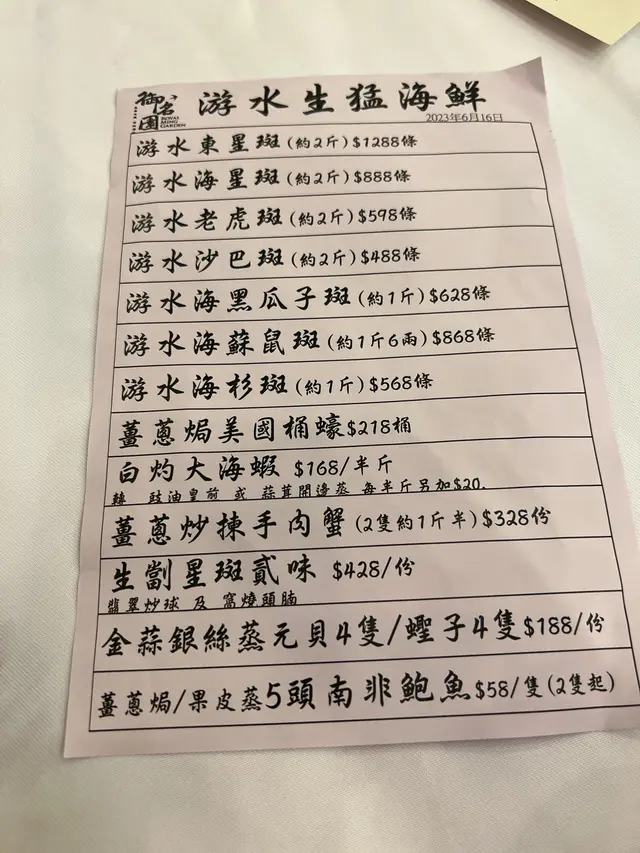 御名園 游水生猛海鮮
ROYAL MING GARDEN
2023年6月16日
游水東星斑(約2斤)$1288條
游水海星斑(約2斤)$888條
游水老虎斑(約2斤)$598條
游水沙巴斑(約2斤)$488條
游水海黑瓜子斑(約1斤)$628條
游水海蘇鼠斑(約1斤6兩)$868條
游水海杉斑(約1斤)$568條
薑蔥焗美國桶蠔$218桶
白灼大海蝦 $168/半斤
轉 豉油皇煎 或 蒜茸開邊蒸 每半斤另加$20.
薑蔥炒揀手肉蟹(2隻約1斤半)$328份
生劏星斑貳味 $428/份
翡翠炒球 及 窩燒頭腩
金蒜銀絲蒸元貝4隻/蟶子4隻$188/份
薑蔥焗/果皮蒸5頭南非鮑魚$58/隻(2隻起)